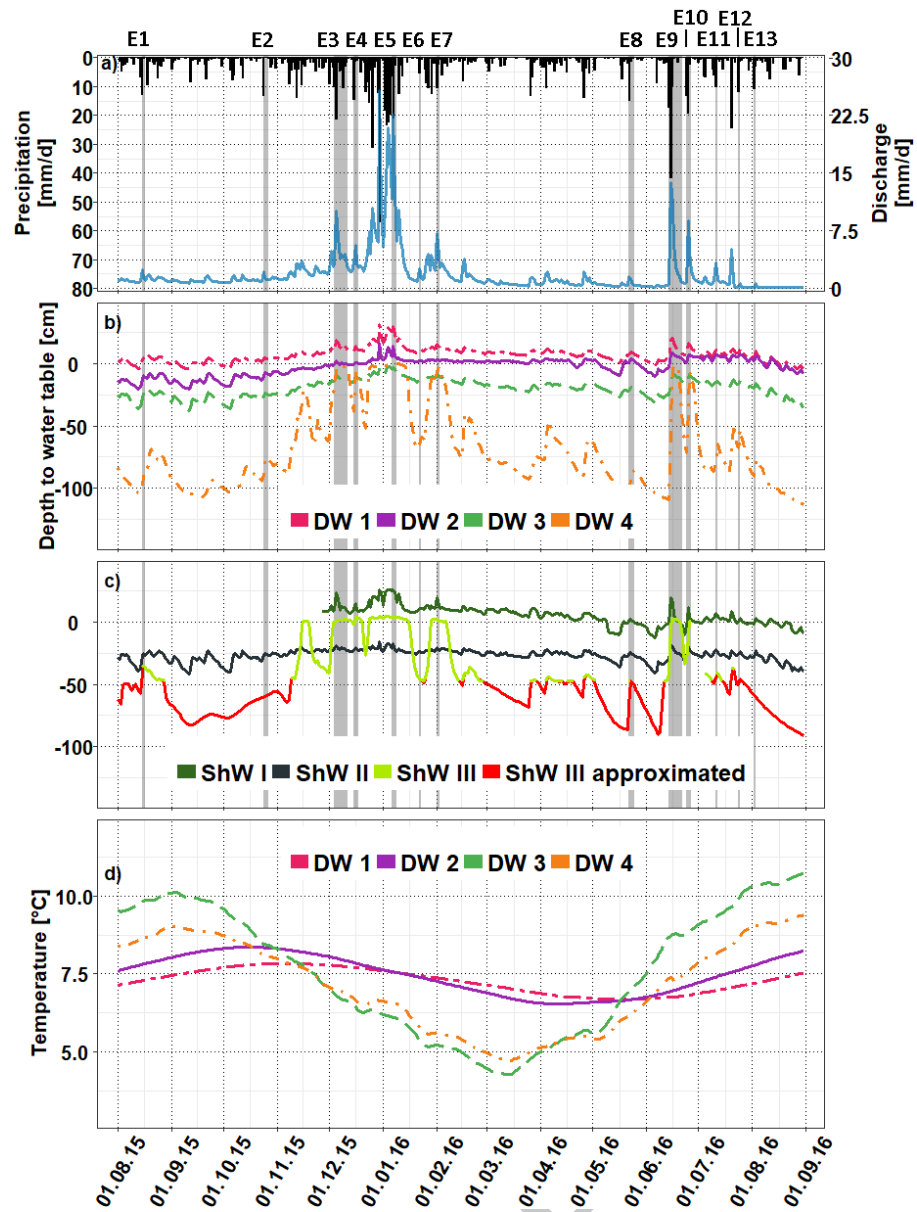 E10 E12
E1 E2 E3 E4 E5 E6 E7 E8 E9 E11 E13
a)
0 10 20 30 40 50 60 70 80
Precipitation
[mm/d]
30 22.5 15 7.5 0
Discharge
[mm/d]
b)
0 -50 -100
Depth to water table [cm]
DW 1 DW 2 DW 3 DW 4
c)
0 -50 -100
ShW I ShW II ShW III ShW III approximated
d)
DW 1 DW 2 DW 3 DW 4
10.0 7.5 5.0
Temperature [°C]
01.08.15 01.09.15 01.10.15 01.11.15 01.12.15 01.01.16 01.02.16 01.03.16 01.04.16 01.05.16 01.06.16 01.07.16 01.08.16 01.09.16